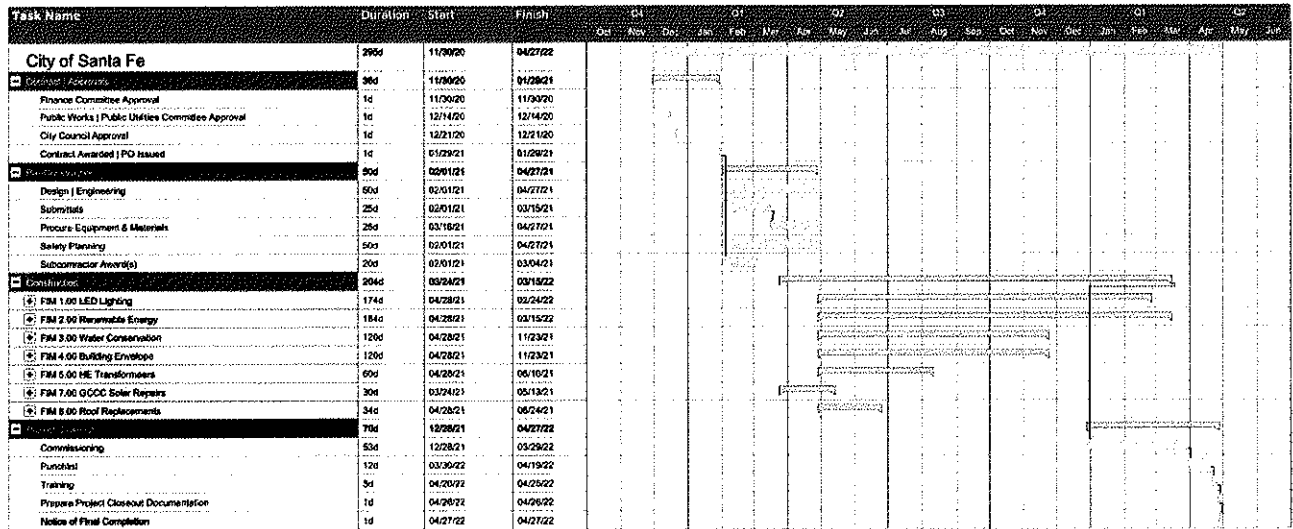 Task Name Duration Start Finish Q4 Q1 Q2 Q3 Q4 Q1 Q2
Oct Nov Dec Jan Feb Mar Apr May Jun Jul Aug Sep Oct Nov Dec Jan Feb Mar Apr May Jun
City of Santa Fe 11/30/20 04/27/22
Contract | Approvals 11/30/20 01/29/21
Finance Committee Approval 1d 11/30/20 11/30/20
Public Works | Public Utilities Committee Approval 1d 12/14/20 12/14/20
City Council Approval 1d 12/21/20 12/21/20
Contract Awarded | PO Issued 1d 01/29/21 01/29/21
50d 02/01/21 04/27/21
Design | Engineering 50d 02/01/21 04/27/21
Submittals 25d 02/01/21 03/15/21
Procure Equipment & Materials 25d 03/16/21 04/27/21
Safety Planning 50d 02/01/21 04/27/21
Subcontractor Award(s) 20d 02/01/21 03/04/21
Construction 204d 03/24/21 03/15/22
FIM 1.00 LED Lighting 174d 04/28/21 02/24/22
FIM 2.00 Renewable Energy 184d 04/28/21 03/15/22
FIM 3.00 Water Conservation 120d 04/28/21 11/23/21
FIM 4.00 Building Envelope 120d 04/28/21 11/23/21
FIM 5.00 HE Transformers 60d 04/28/21 08/10/21
FIM 7.00 GCCC Solar Repairs 30d 03/24/21 05/13/21
FIM 8.00 Roof Replacements 34d 04/28/21 06/24/21
70d 12/28/21 04/27/22
Commissioning 53d 12/28/21 03/29/22
Punchlist 12d 03/30/22 04/19/22
Training 04/20/22 04/25/22
Prepare Project Closeout Documentation 1d 04/26/22 04/26/22
Notice of Final Completion 1d 04/27/22 04/27/22